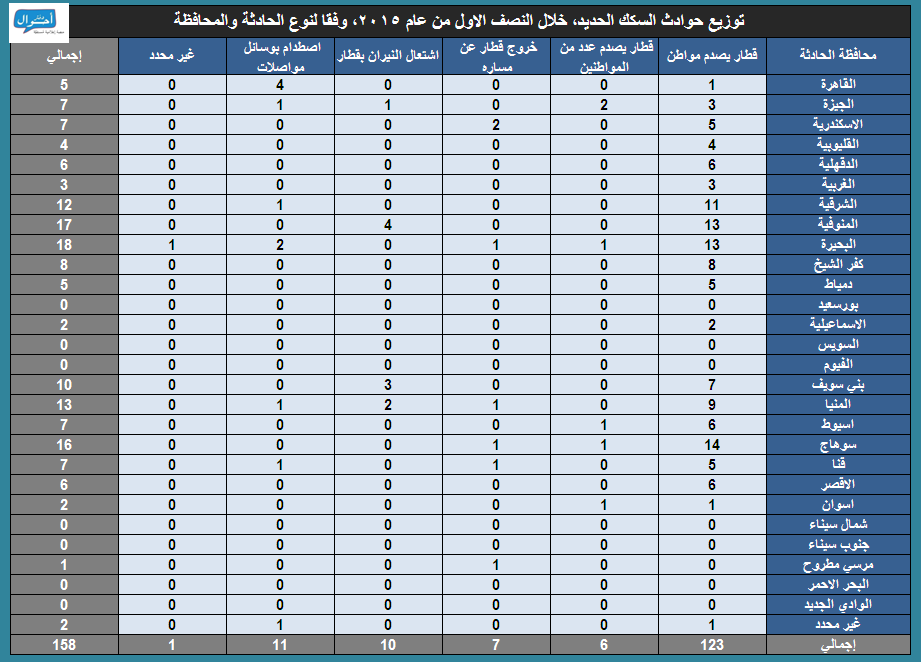 أختزال
توزيع حوادث السكك الحديد، خلال النصف الاول من عام ٢٠١٥، وفقا لنوع الحادثة والمحافظة
محافظة الحادثة قطار يصدم مواطن قطار يصدم عدد من المواطنين خروج قطار عن مساره اشتعال النيران بقطار اصطدام بوسائل مواصلات غير محدد إجمالي
القاهرة 1 0 0 0 4 0 5
الجيزة 3 2 0 1 1 0 7
الاسكندرية 5 0 2 0 0 0 7
القليوبية 4 0 0 0 0 0 4
الدقهلية 6 0 0 0 0 0 6
الغربية 3 0 0 0 0 0 3
الشرقية 11 0 0 0 1 0 12
المنوفية 13 0 0 4 0 0 17
البحيرة 13 1 1 0 2 1 18
كفر الشيخ 8 0 0 0 0 0 8
دمياط 5 0 0 0 0 0 5
بورسعيد 0 0 0 0 0 0 0
الاسماعيلية 2 0 0 0 0 0 2
السويس 0 0 0 0 0 0 0
الفيوم 0 0 0 0 0 0 0
بني سويف 7 0 0 3 0 0 10
المنيا 9 0 1 2 1 0 13
اسيوط 6 1 0 0 0 0 7
سوهاج 14 1 1 0 0 0 16
قنا 5 0 1 0 1 0 7
الاقصر 6 0 0 0 0 0 6
اسوان 1 1 0 0 0 0 2
شمال سيناء 0 0 0 0 0 0 0
جنوب سيناء 0 0 0 0 0 0 0
مرسي مطروح 0 0 1 0 0 0 1
البحر الاحمر 0 0 0 0 0 0 0
الوادي الجديد 0 0 0 0 0 0 0
غير محدد 1 0 0 0 1 0 2
إجمالي 123 6 7 10 11 1 158